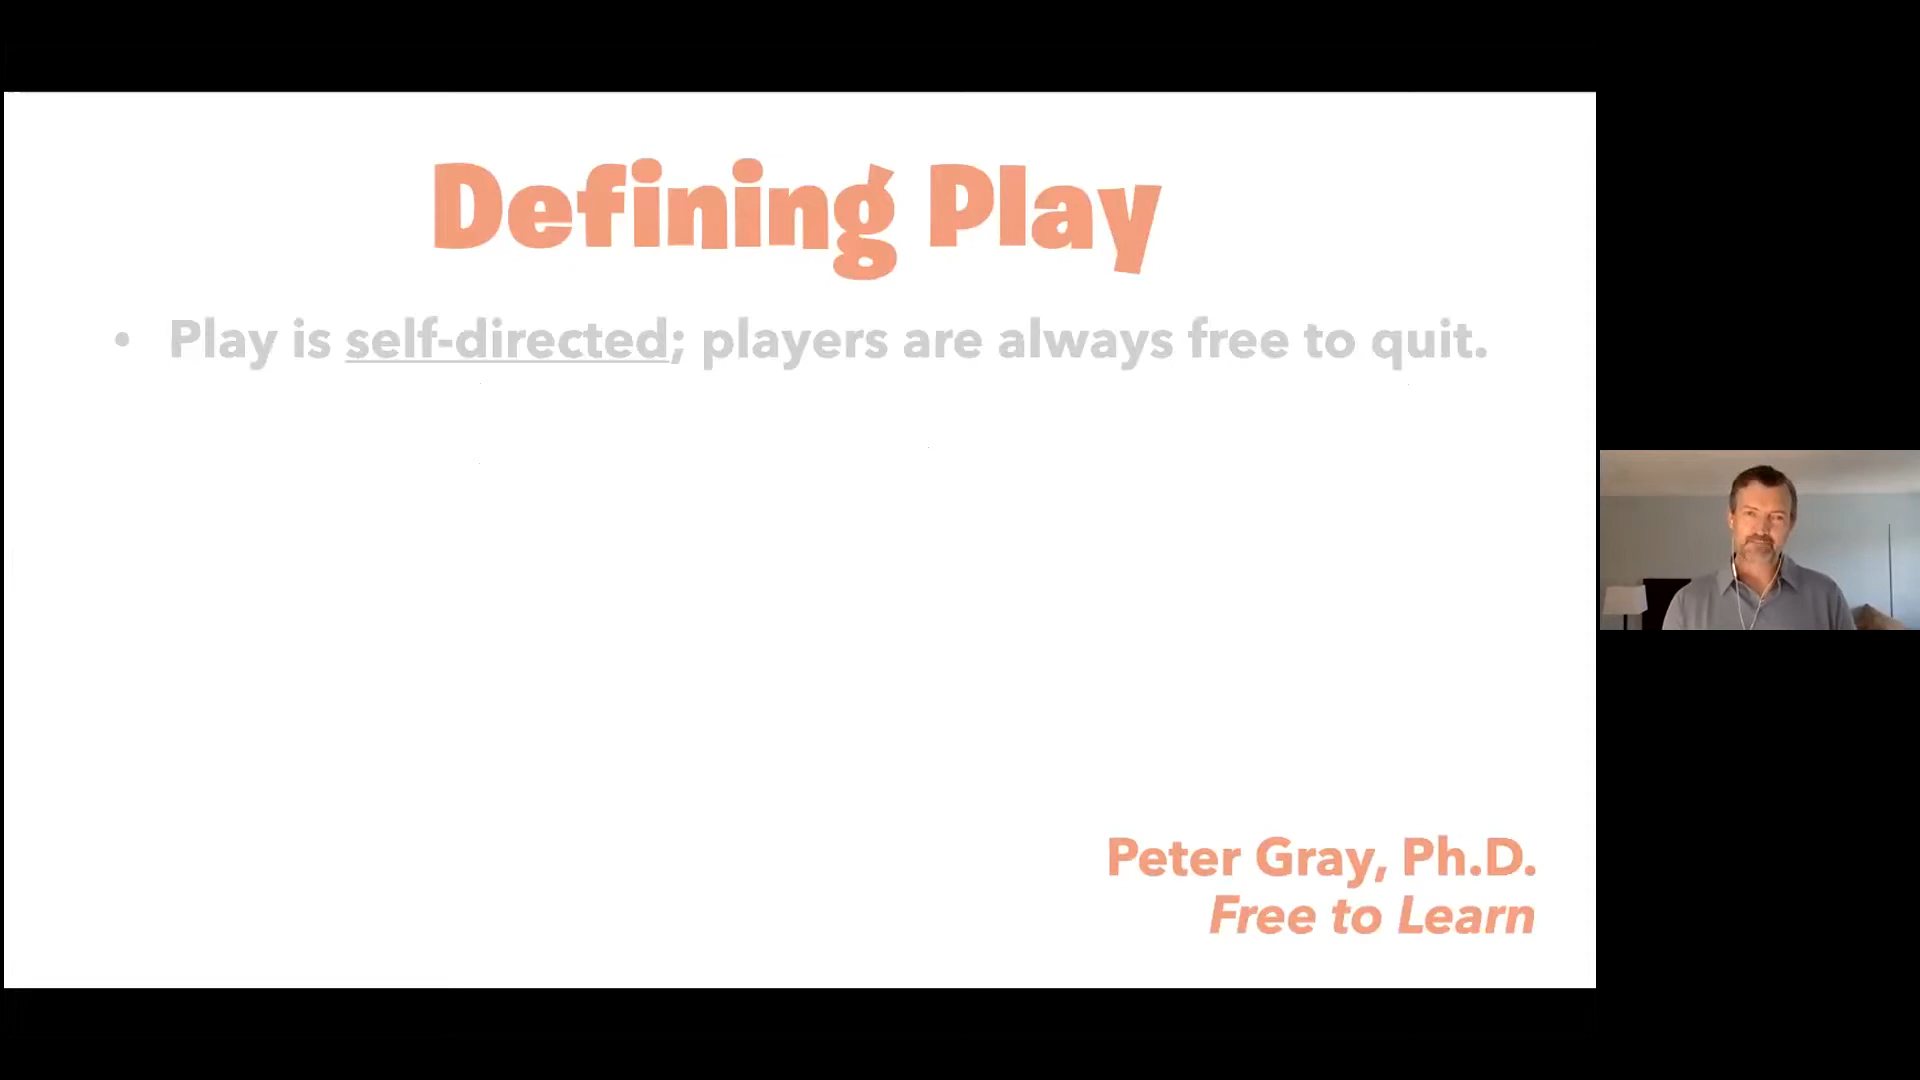 Defining Play
• Play is self-directed; players are always free to quit.
Peter Gray, Ph.D.
Free to Learn